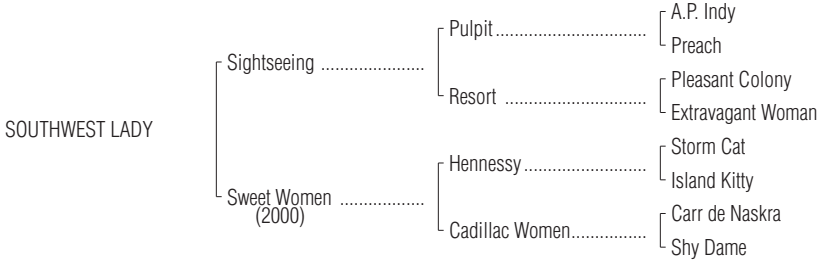 A.P. Indy
Pulpit
Preach
Sightseeing
Pleasant Colony
Resort
Extravagant Woman
SOUTHWEST LADY
Storm Cat
Hennessy
Island Kitty
Sweet Women
(2000)
Carr de Naskra
Cadillac Women
Shy Dame